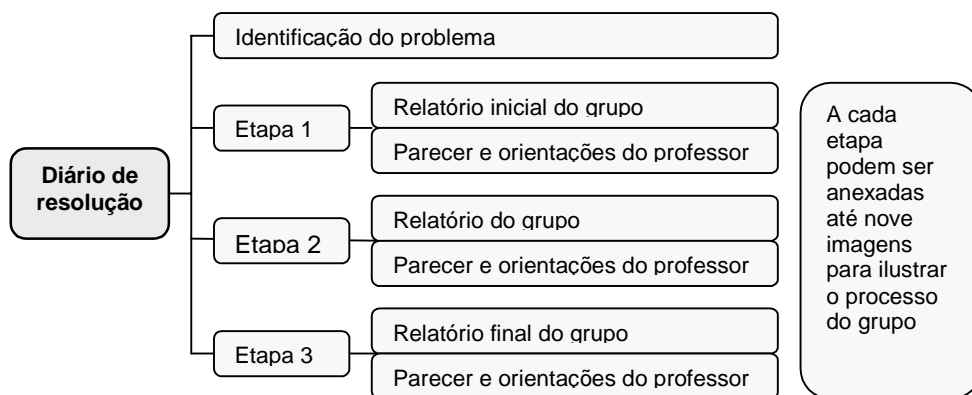 Diário de
resolução
Identificação do problema
Etapa 1
Relatório inicial do grupo
Parecer e orientações do professor
Etapa 2
Relatório do grupo
Parecer e orientações do professor
Etapa 3
Relatório final do grupo
Parecer e orientações do professor
A cada
etapa
podem ser
anexadas
até nove
imagens
para ilustrar
o processo
do grupo